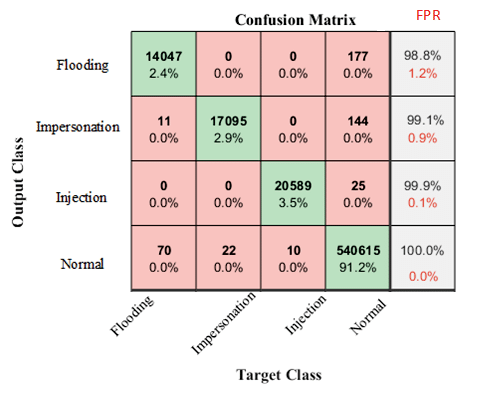 Confusion Matrix
FPR
Flooding
14047 0 0 177 98.8%
2.4% 0.0% 0.0% 0.0% 1.2%
Impersonation
11 17095 0 144 99.1%
0.0% 2.9% 0.0% 0.0% 0.9%
Injection
0 0 20589 25 99.9%
0.0% 0.0% 3.5% 0.0% 0.1%
Normal
70 22 10 540615 100.0%
0.0% 0.0% 0.0% 91.2% 0.0%
Output Class
Flooding
Impersonation
Injection
Normal
Target Class